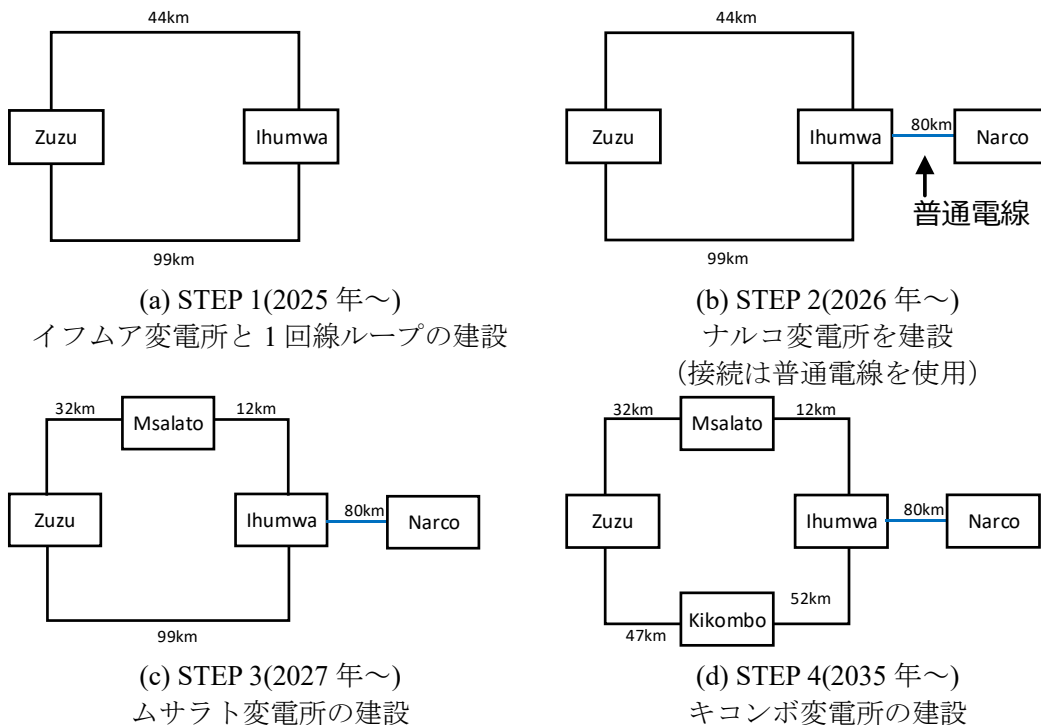 44km
Zuzu
Ihumwa
99km
(a) STEP 1(2025 年～)
イフムア変電所と 1 回線ループの建設
44km
Zuzu
Ihumwa
80km
Narco
普通電線
99km
(b) STEP 2(2026 年～)
ナルコ変電所を建設
（接続は普通電線を使用）
32km
Msalato
12km
Zuzu
Ihumwa
80km
Narco
99km
(c) STEP 3(2027 年～)
ムサラト変電所の建設
32km
Msalato
12km
Zuzu
Ihumwa
80km
Narco
52km
Kikombo
47km
(d) STEP 4(2035 年～)
キコンボ変電所の建設